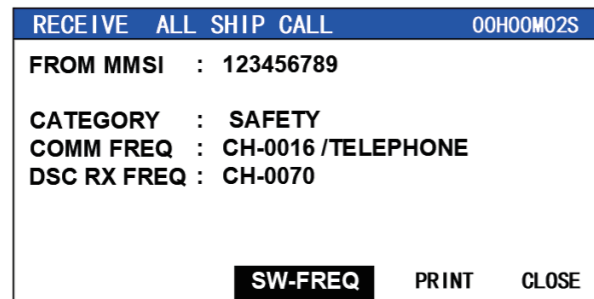 RECEIVE ALL SHIP CALL 00H00M02S
FROM MMSI : 123456789
CATEGORY : SAFETY
COMM FREQ : CH-0016 /TELEPHONE
DSC RX FREQ : CH-0070
SW-FREQ PRINT CLOSE